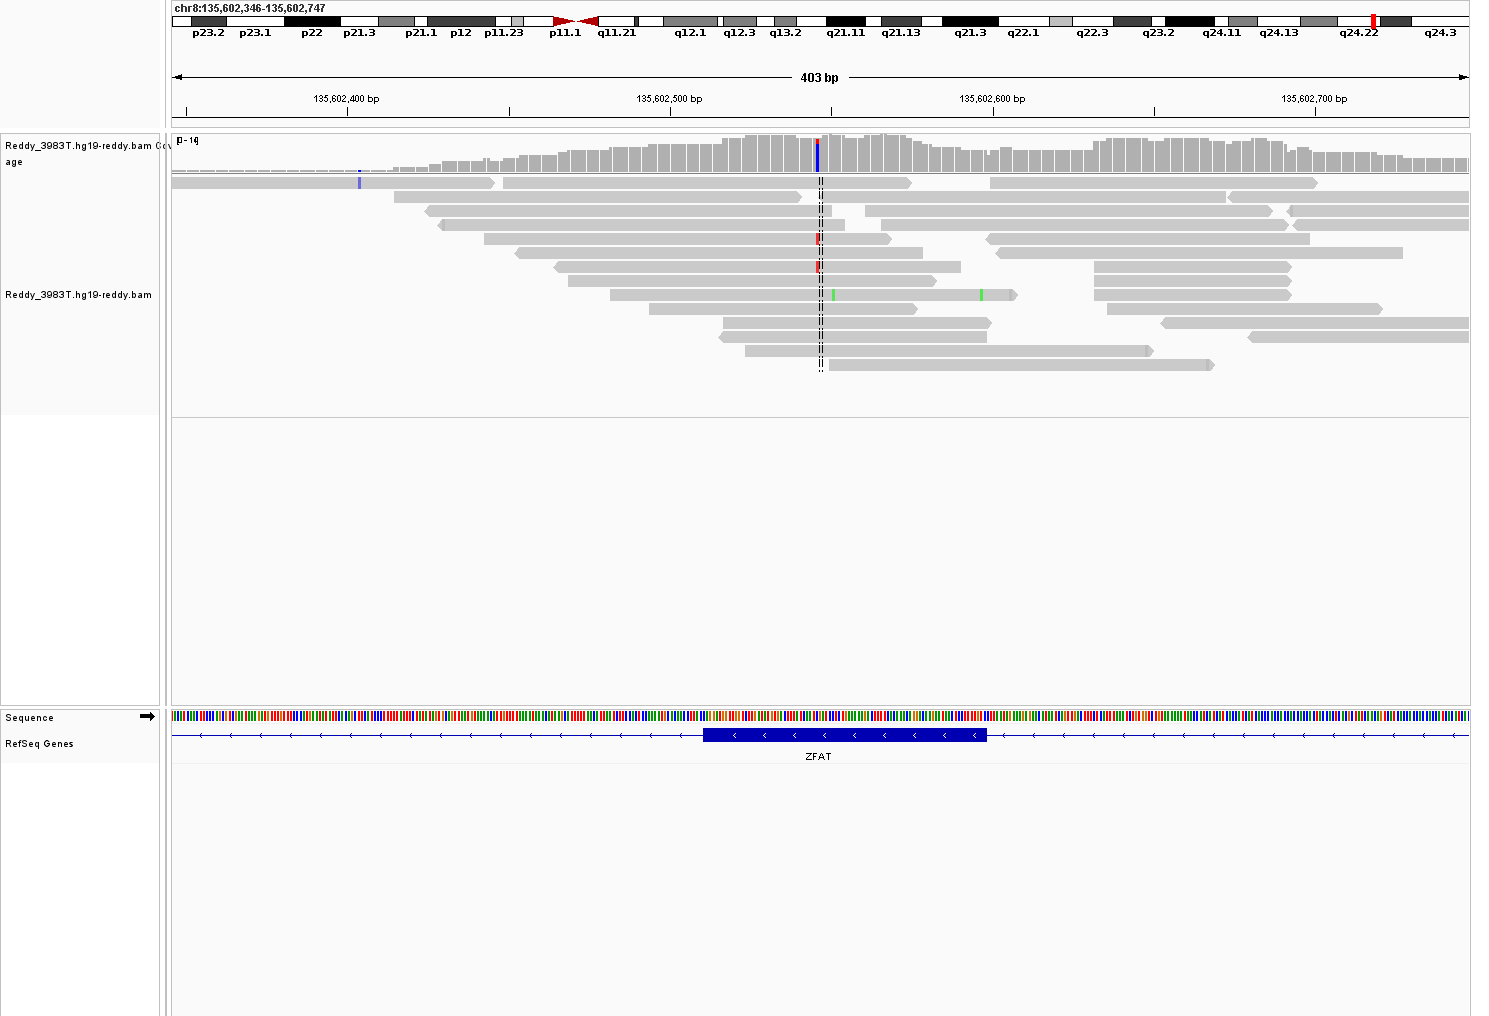 chr8:135,602,346-135,602,747
p23.2 p23.1 p22 p21.3 p21.1 p12 p11.23 p11.1 q11.21 q12.1 q12.3 q13.2 q21.11 q21.13 q21.3 q22.1 q22.3 q23.2 q24.11 q24.13 q24.22 q24.3
403 bp
135,602,400 bp 135,602,500 bp 135,602,600 bp 135,602,700 bp
Reddy_3983T.hg19-reddy.bam Cov
age
Reddy_3983T.hg19-reddy.bam
Sequence
RefSeq Genes
ZFAT